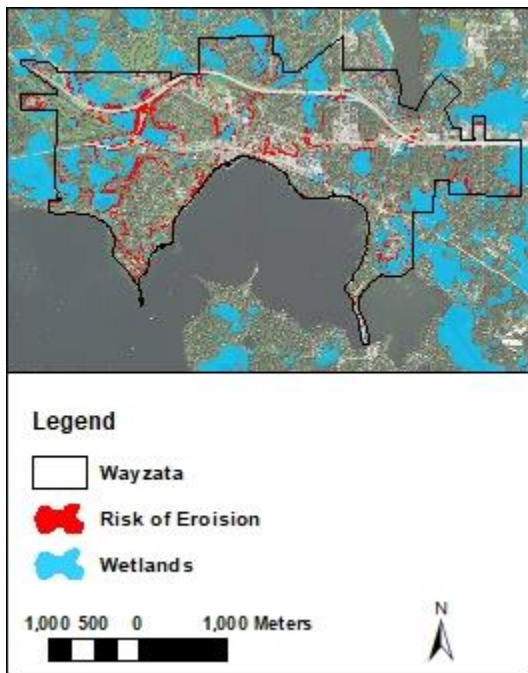 Legend
Wayzata
Risk of Eroision
Wetlands
1,000 500 0 1,000 Meters
N